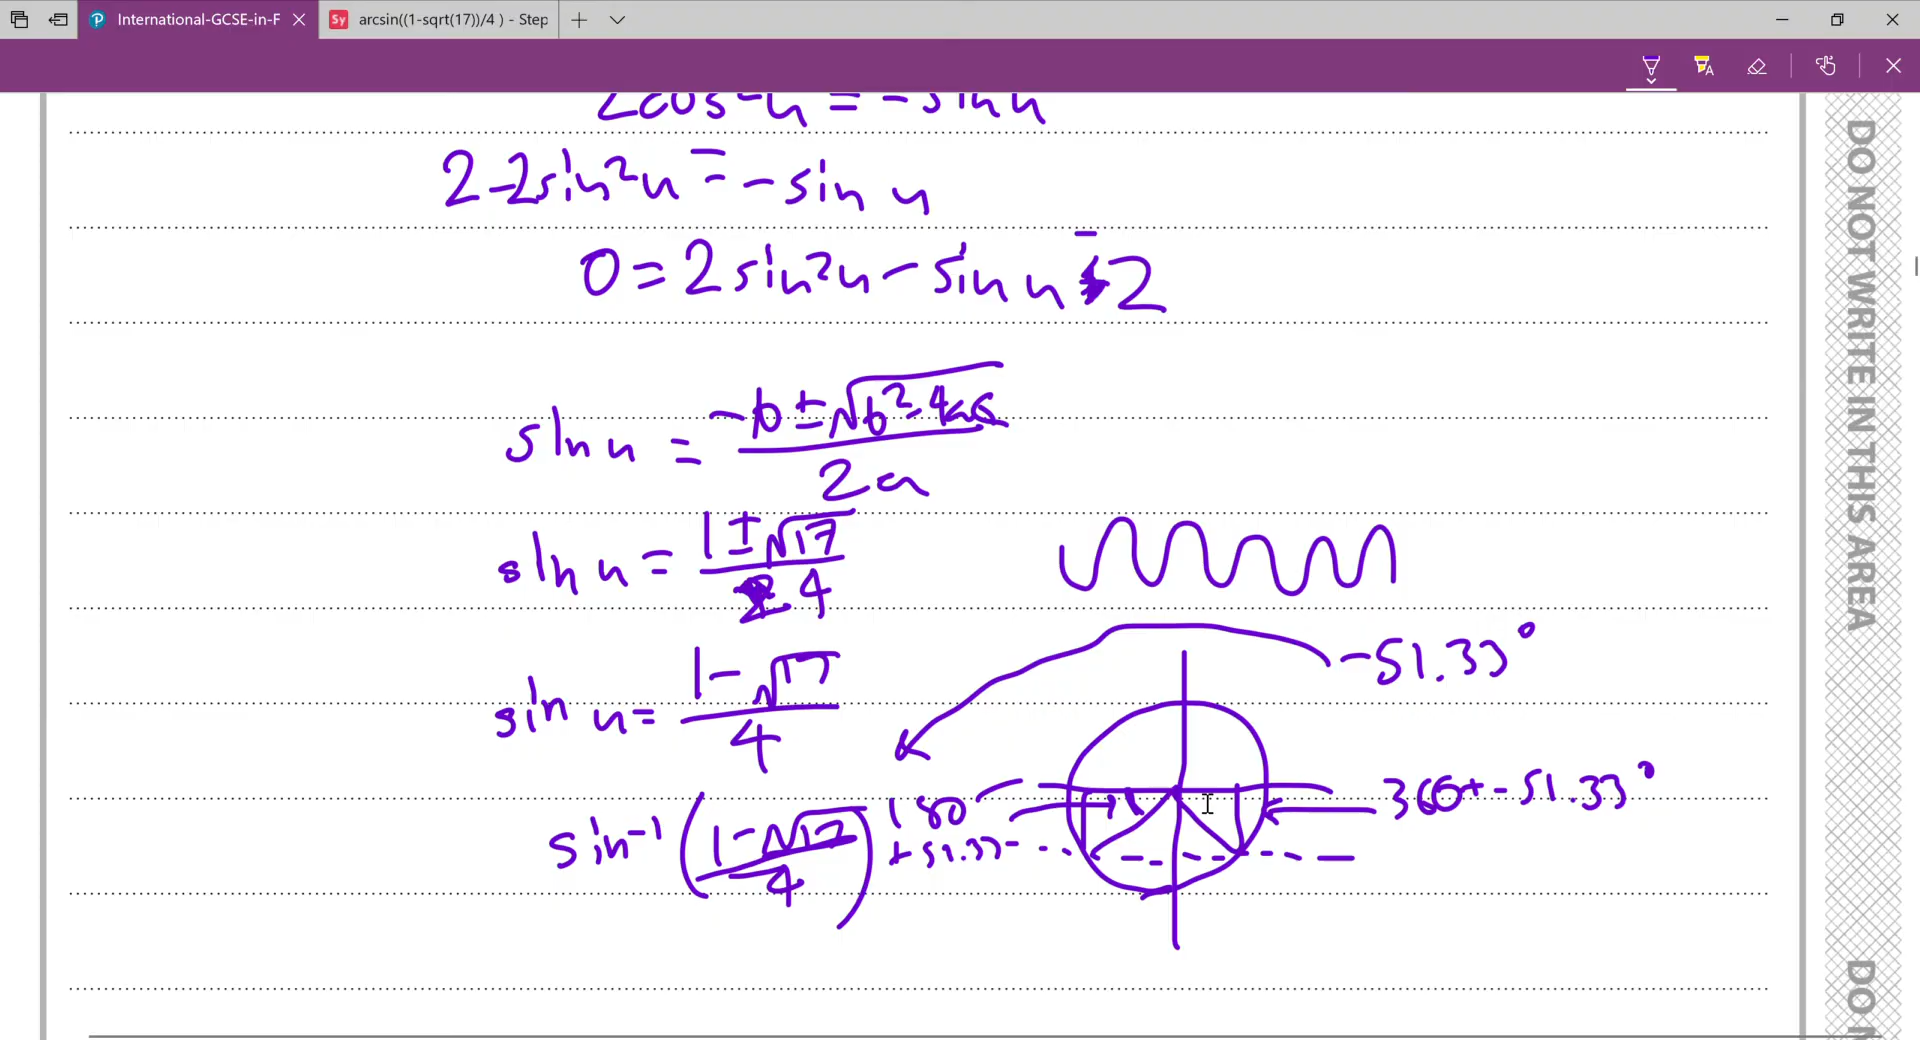 International-GCSE-in-F
Sy arcsin((1-sqrt(17))/4 ) - Step
2cos²u = -sin u
2-2sin²u = -sin u
0 = 2sin²u - sin u - 2
sin u = (-b±√(b²-4ac))/2a
sin u = (1±√17)/4
-51.33°
sin u = (1-√17)/4
360+-51.33°
sin⁻¹((1-√17)/4) 180
+51.33
DO NOT WRITE IN THIS AREA
DO N